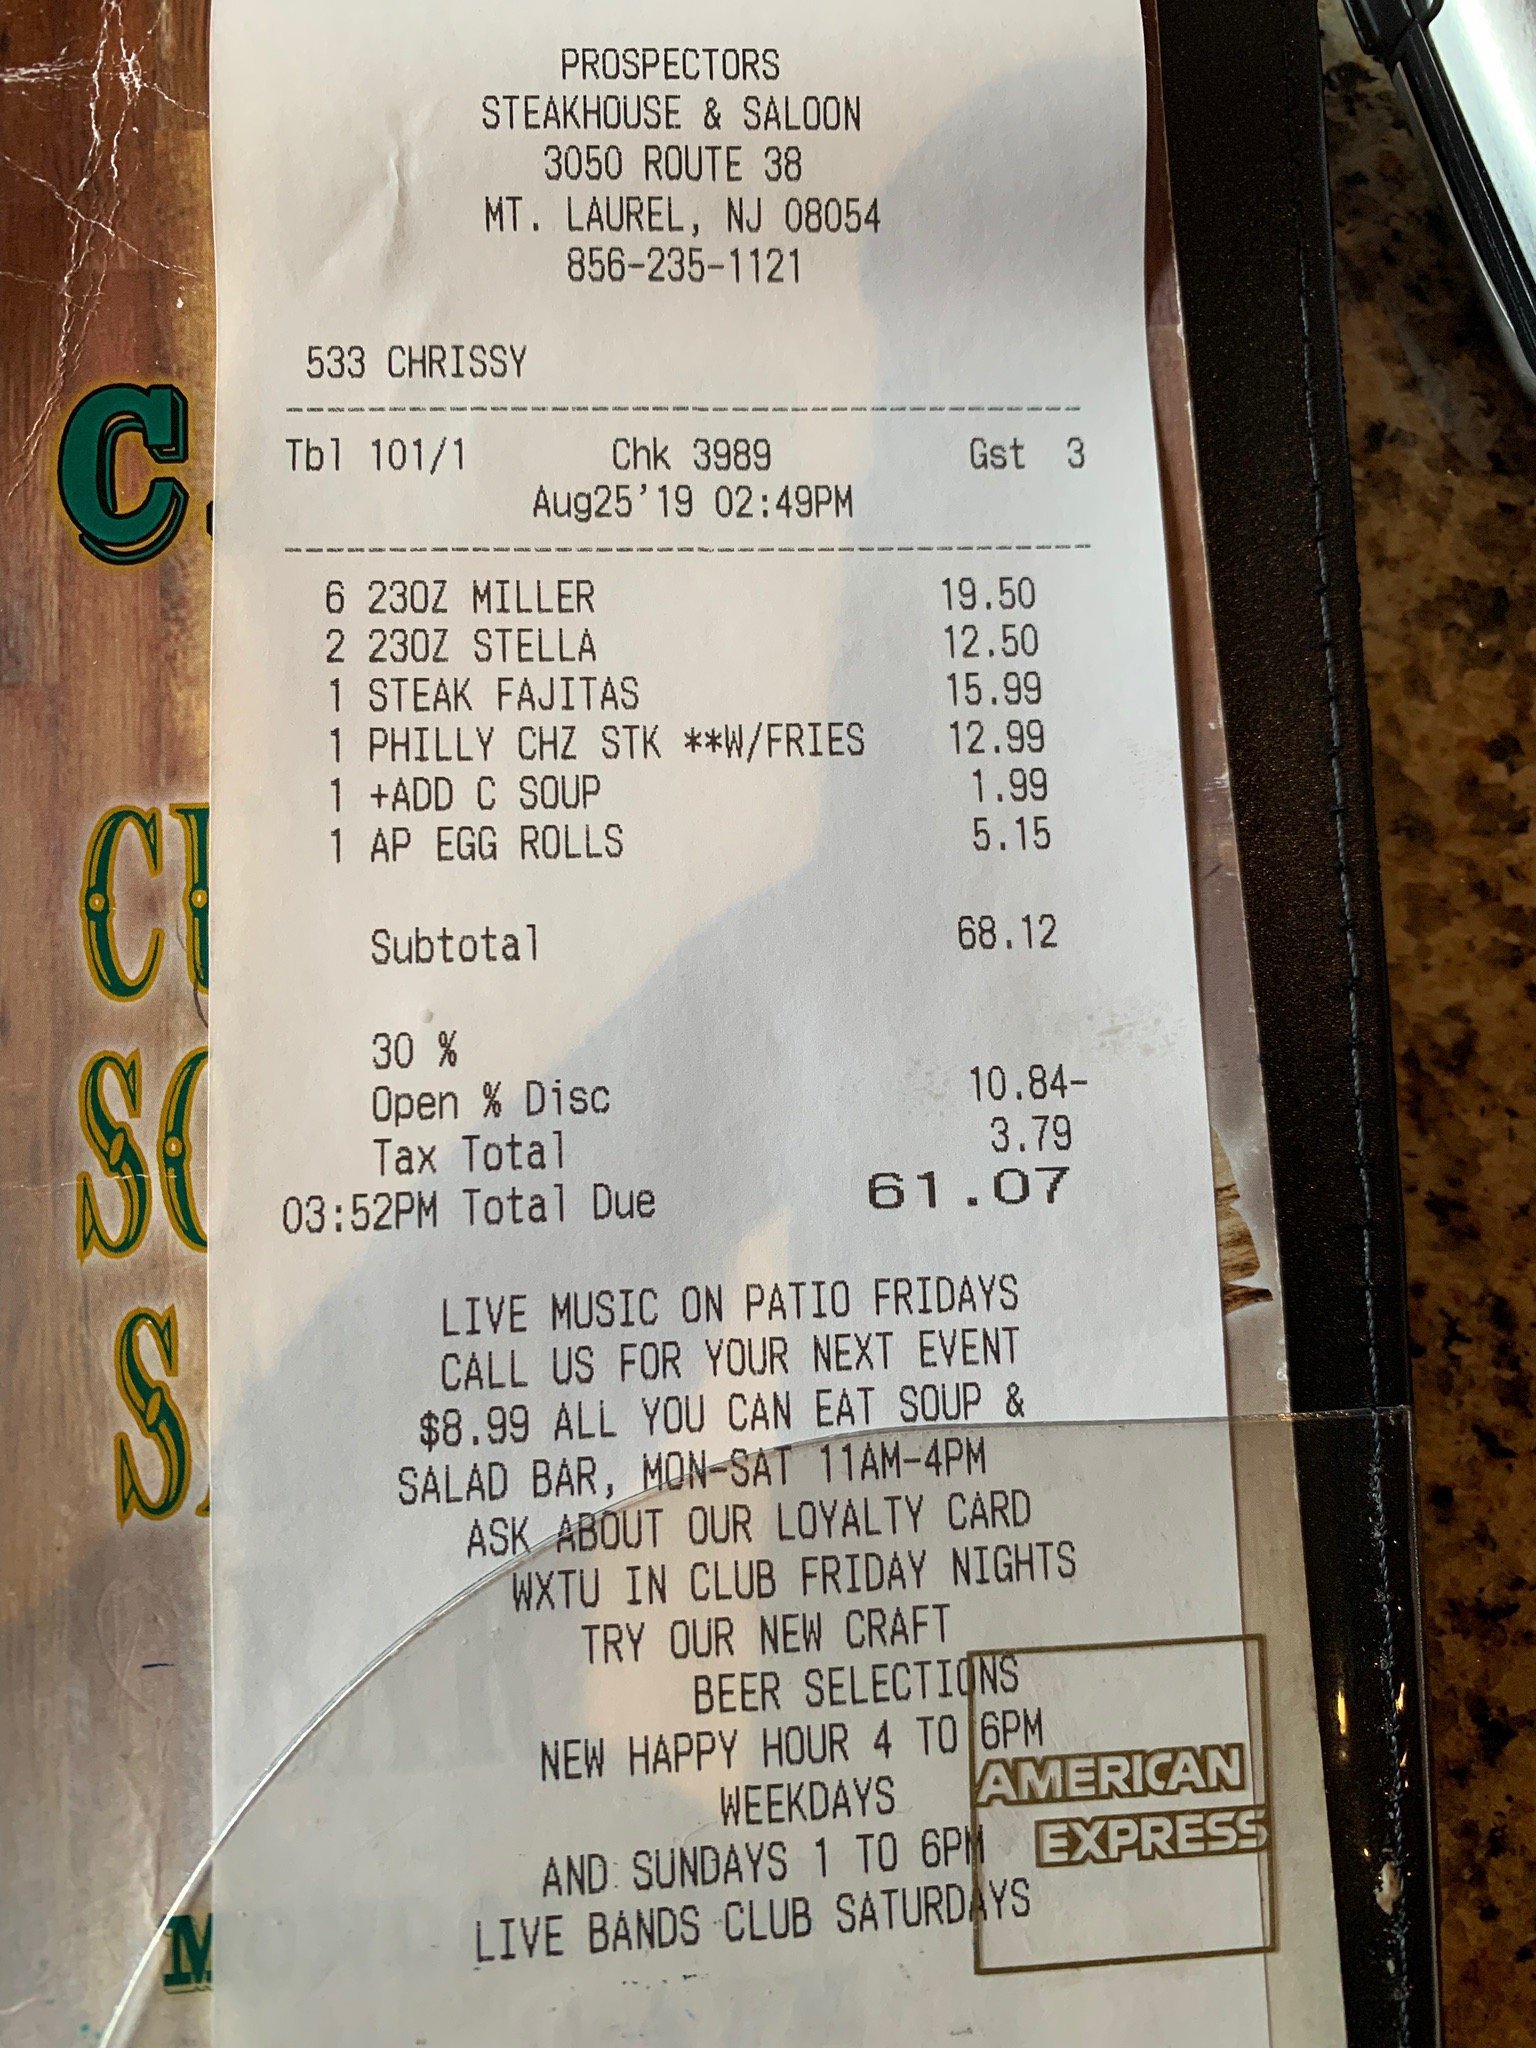 PROSPECTORS
STEAKHOUSE & SALOON
3050 ROUTE 38
MT. LAUREL, NJ 08054
856-235-1121
533 CHRISSY
Tbl 101/1 Chk 3989 Gst 3
Aug25'19 02:49PM
6 23OZ MILLER 19.50
2 23OZ STELLA 12.50
1 STEAK FAJITAS 15.99
1 PHILLY CHZ STK **W/FRIES 12.99
1 +ADD C SOUP 1.99
1 AP EGG ROLLS 5.15
Subtotal 68.12
30 %
Open % Disc 10.84-
Tax Total 3.79
03:52PM Total Due 61.07
LIVE MUSIC ON PATIO FRIDAYS
CALL US FOR YOUR NEXT EVENT
$8.99 ALL YOU CAN EAT SOUP &
SALAD BAR, MON-SAT 11AM-4PM
ASK ABOUT OUR LOYALTY CARD
WXTU IN CLUB FRIDAY NIGHTS
TRY OUR NEW CRAFT
BEER SELECTIONS
NEW HAPPY HOUR 4 TO 6PM
WEEKDAYS
AND SUNDAYS 1 TO 6PM
LIVE BANDS CLUB SATURDAYS
AMERICAN
EXPRESS